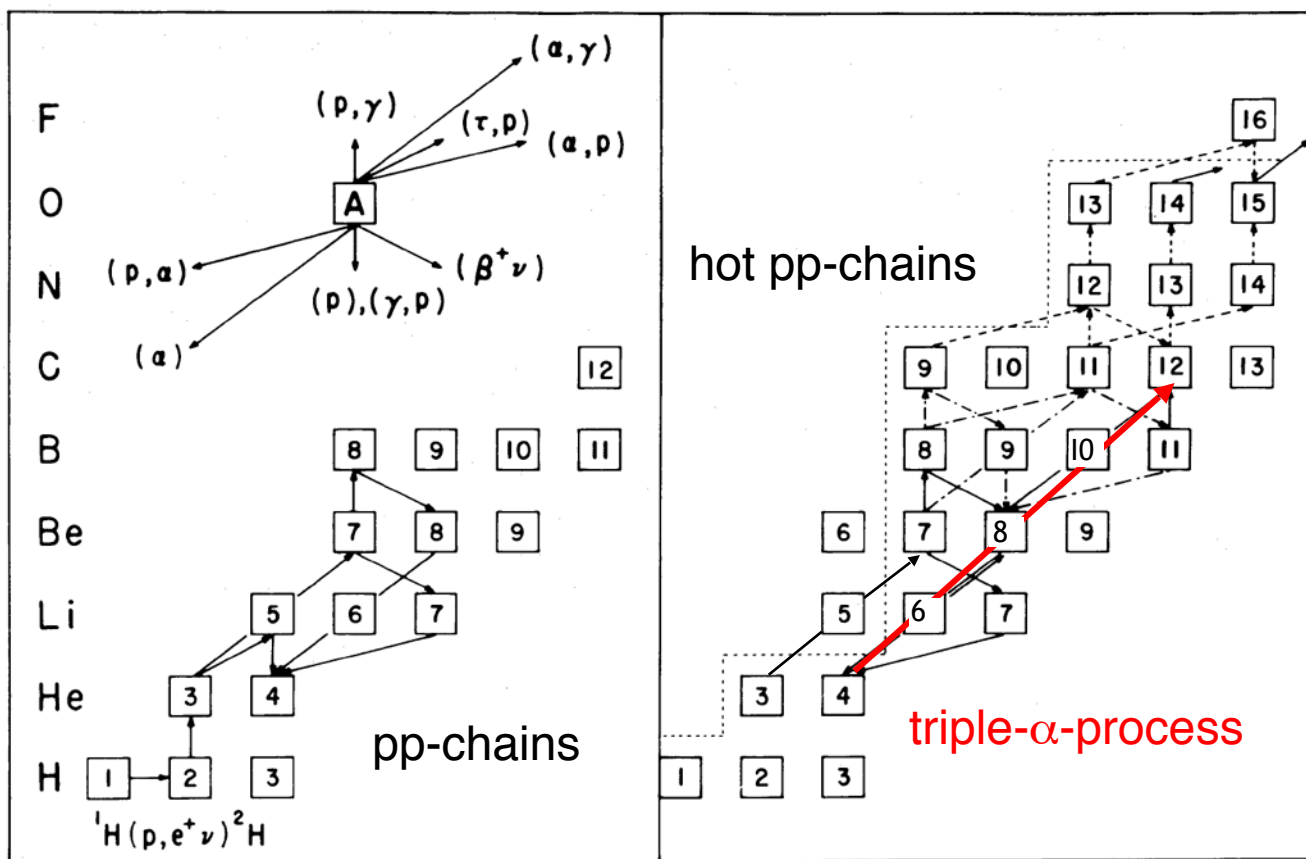 (α,γ)
F (p,γ) (τ,p) (α,p)
O A
N (p,α) (β⁺ν)
(p),(γ,p)
(α)
C 12
B 8 9 10 11
Be 7 8 9
Li 5 6 7
He 3 4
pp-chains
H 1 2 3
¹H(p,e⁺ν)²H
16
13 14 15
hot pp-chains
12 13 14
9 10 11 12 13
8 9 10 11
6 7 8 9
5 6 7
3 4
triple-α-process
1 2 3